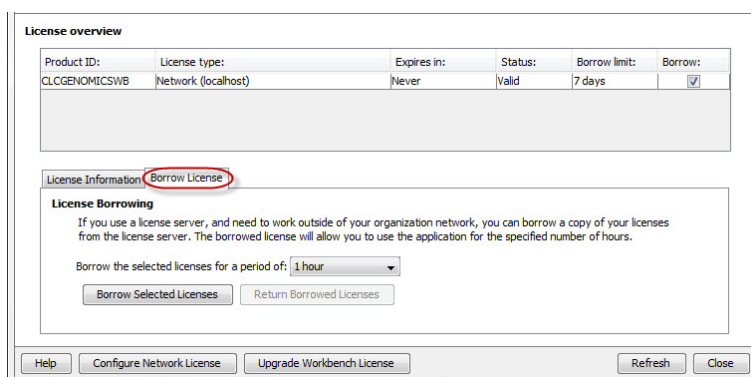 License overview
Product ID: License type: Expires in: Status: Borrow limit: Borrow:
CLCGENOMICSWB Network (localhost) Never Valid 7 days
License Information Borrow License
License Borrowing
If you use a license server, and need to work outside of your organization network, you can borrow a copy of your licenses
from the license server. The borrowed license will allow you to use the application for the specified number of hours.
Borrow the selected licenses for a period of: 1 hour
Borrow Selected Licenses Return Borrowed Licenses
Help Configure Network License Upgrade Workbench License Refresh Close